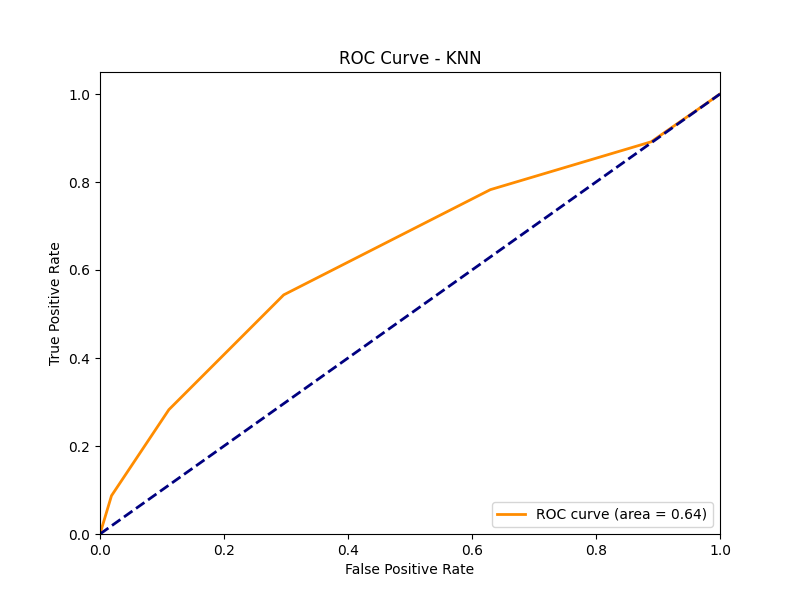 ROC Curve - KNN
True Positive Rate
1.0
0.8
0.6
0.4
0.2
0.0
ROC curve (area = 0.64)
0.0 0.2 0.4 0.6 0.8 1.0
False Positive Rate